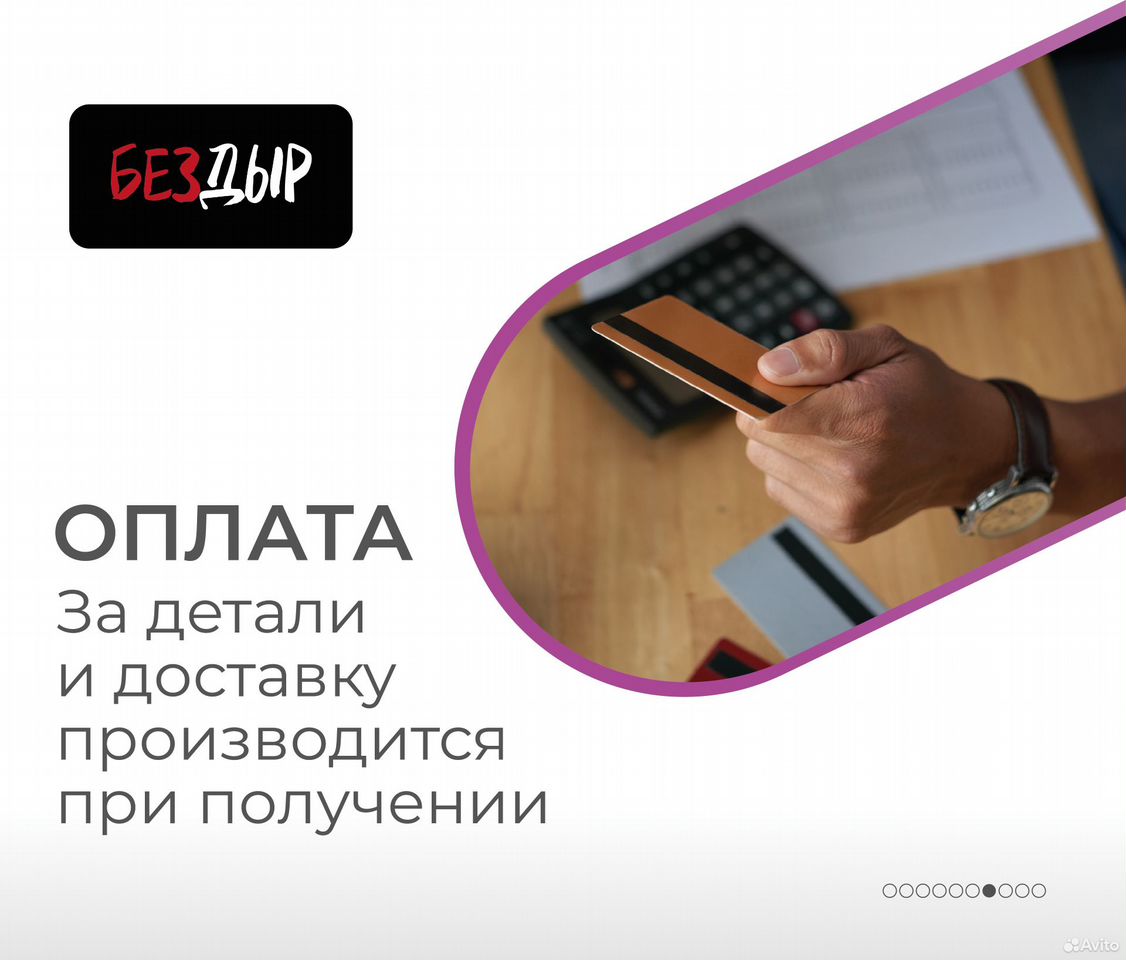 БЕЗДЫР
ОПЛАТА
За детали
и доставку
производится
при получении
Avito